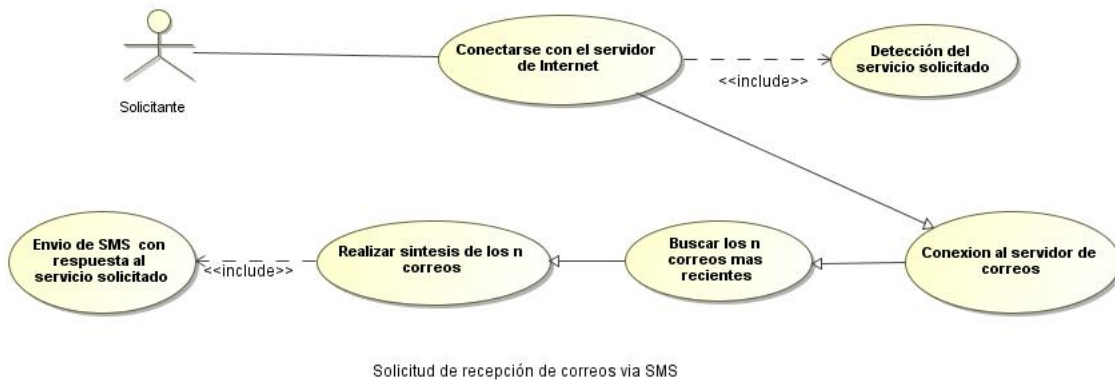 Conectarse con el servidor
de Internet
Detección del
servicio solicitado
<<include>>
Solicitante
Envio de SMS con
respuesta al
servicio solicitado
<<include>>
Realizar sintesis de los n
correos
Buscar los n
correos mas
recientes
Conexion al servidor de
correos
Solicitud de recepción de correos via SMS